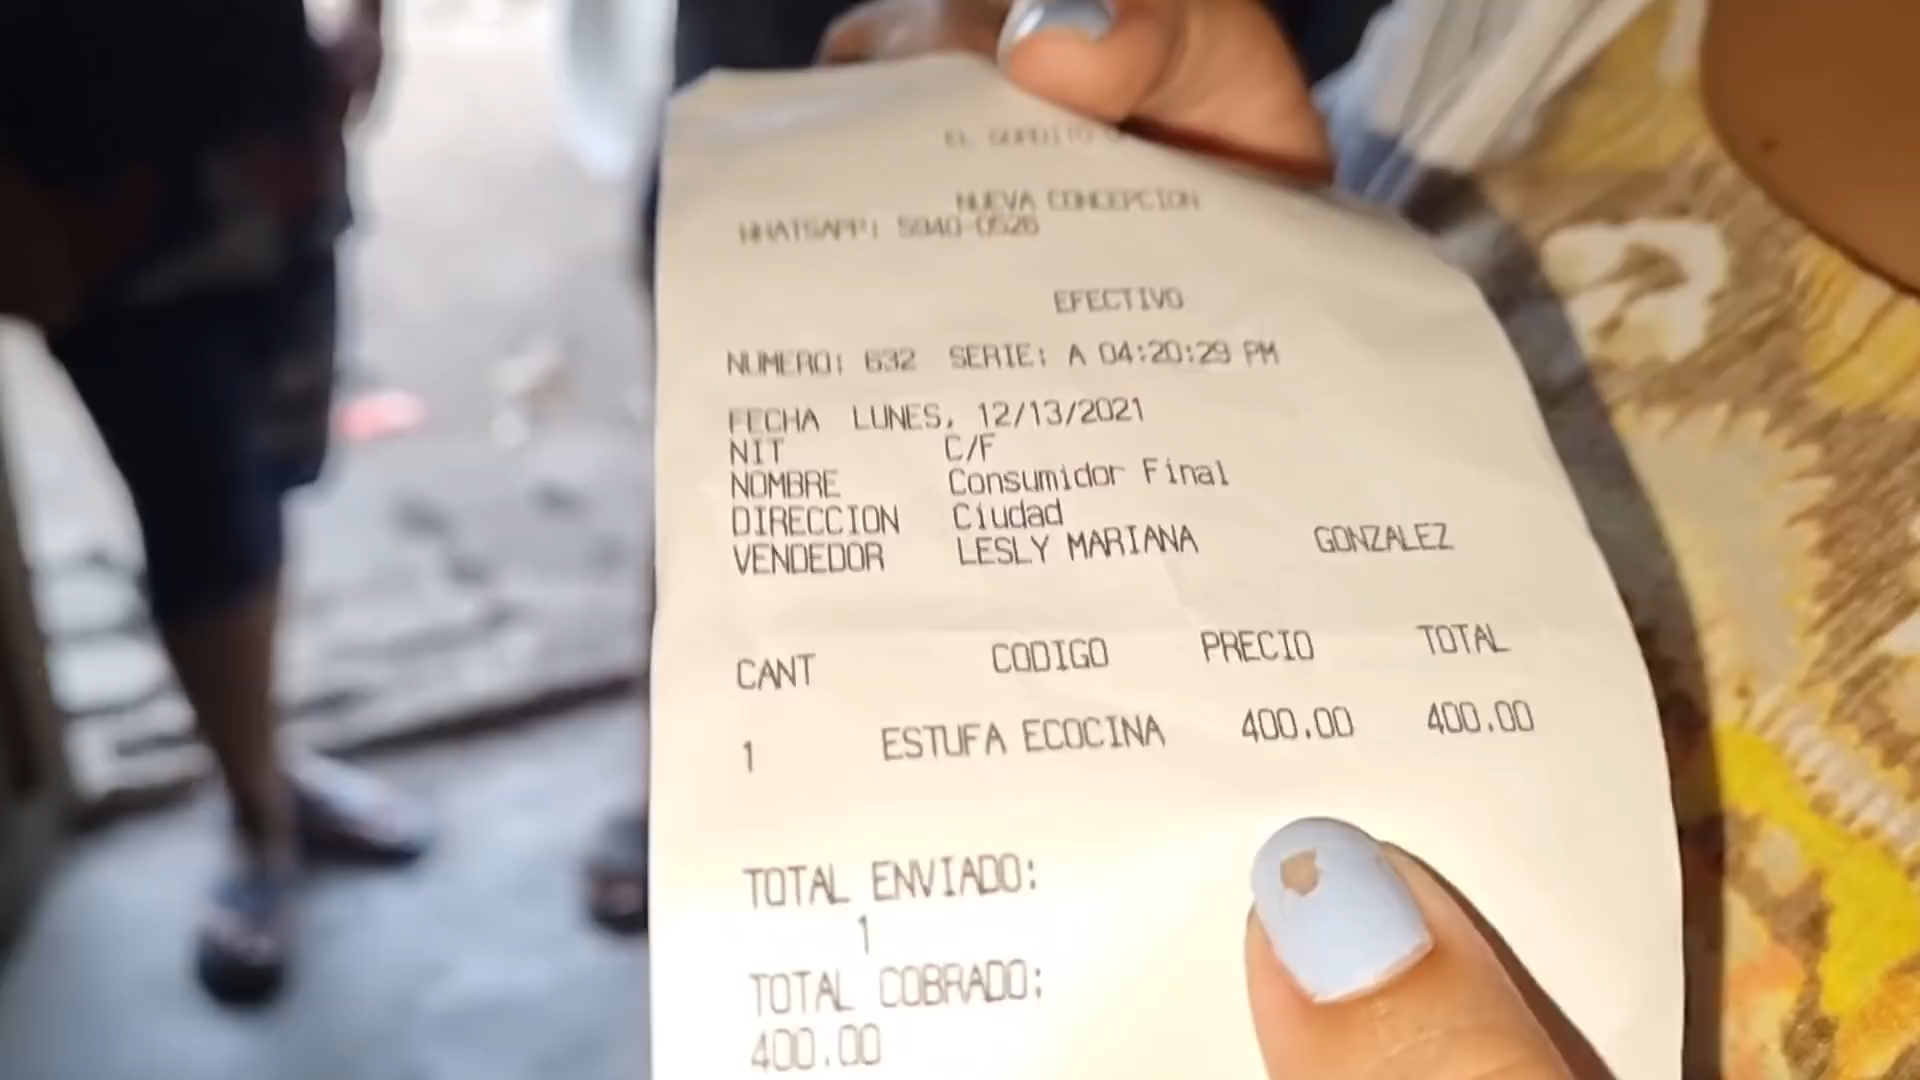 EL GORDITO
NUEVA CONCEPCION
WHATSAPP: 5940-0526
EFECTIVO
NUMERO: 632 SERIE: A 04:20:29 PM
FECHA LUNES, 12/13/2021
NIT C/F
NOMBRE Consumidor Final
DIRECCION Ciudad
VENDEDOR LESLY MARIANA GONZALEZ
CANT CODIGO PRECIO TOTAL
1 ESTUFA ECOCINA 400.00 400.00
TOTAL ENVIADO:
1
TOTAL COBRADO:
400.00